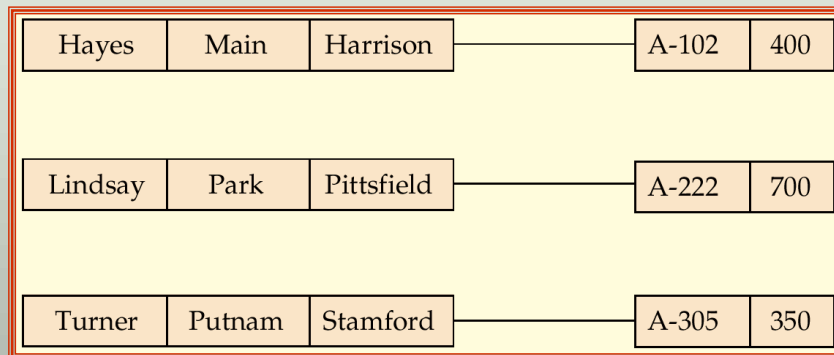 Hayes Main Harrison A-102 400
Lindsay Park Pittsfield A-222 700
Turner Putnam Stamford A-305 350